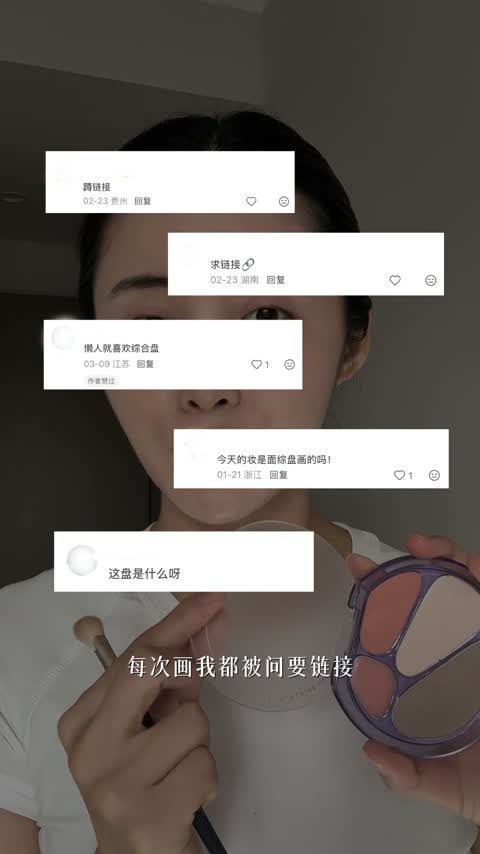 蹲链接
02-23 贵州 回复
求链接🔗
02-23 湖南 回复
懒人就喜欢综合盘
03-09 江苏 回复 1
作者赞过
今天的妆是面综盘画的吗!
01-21 浙江 回复 1
这盘是什么呀
每次画我都被问要链接